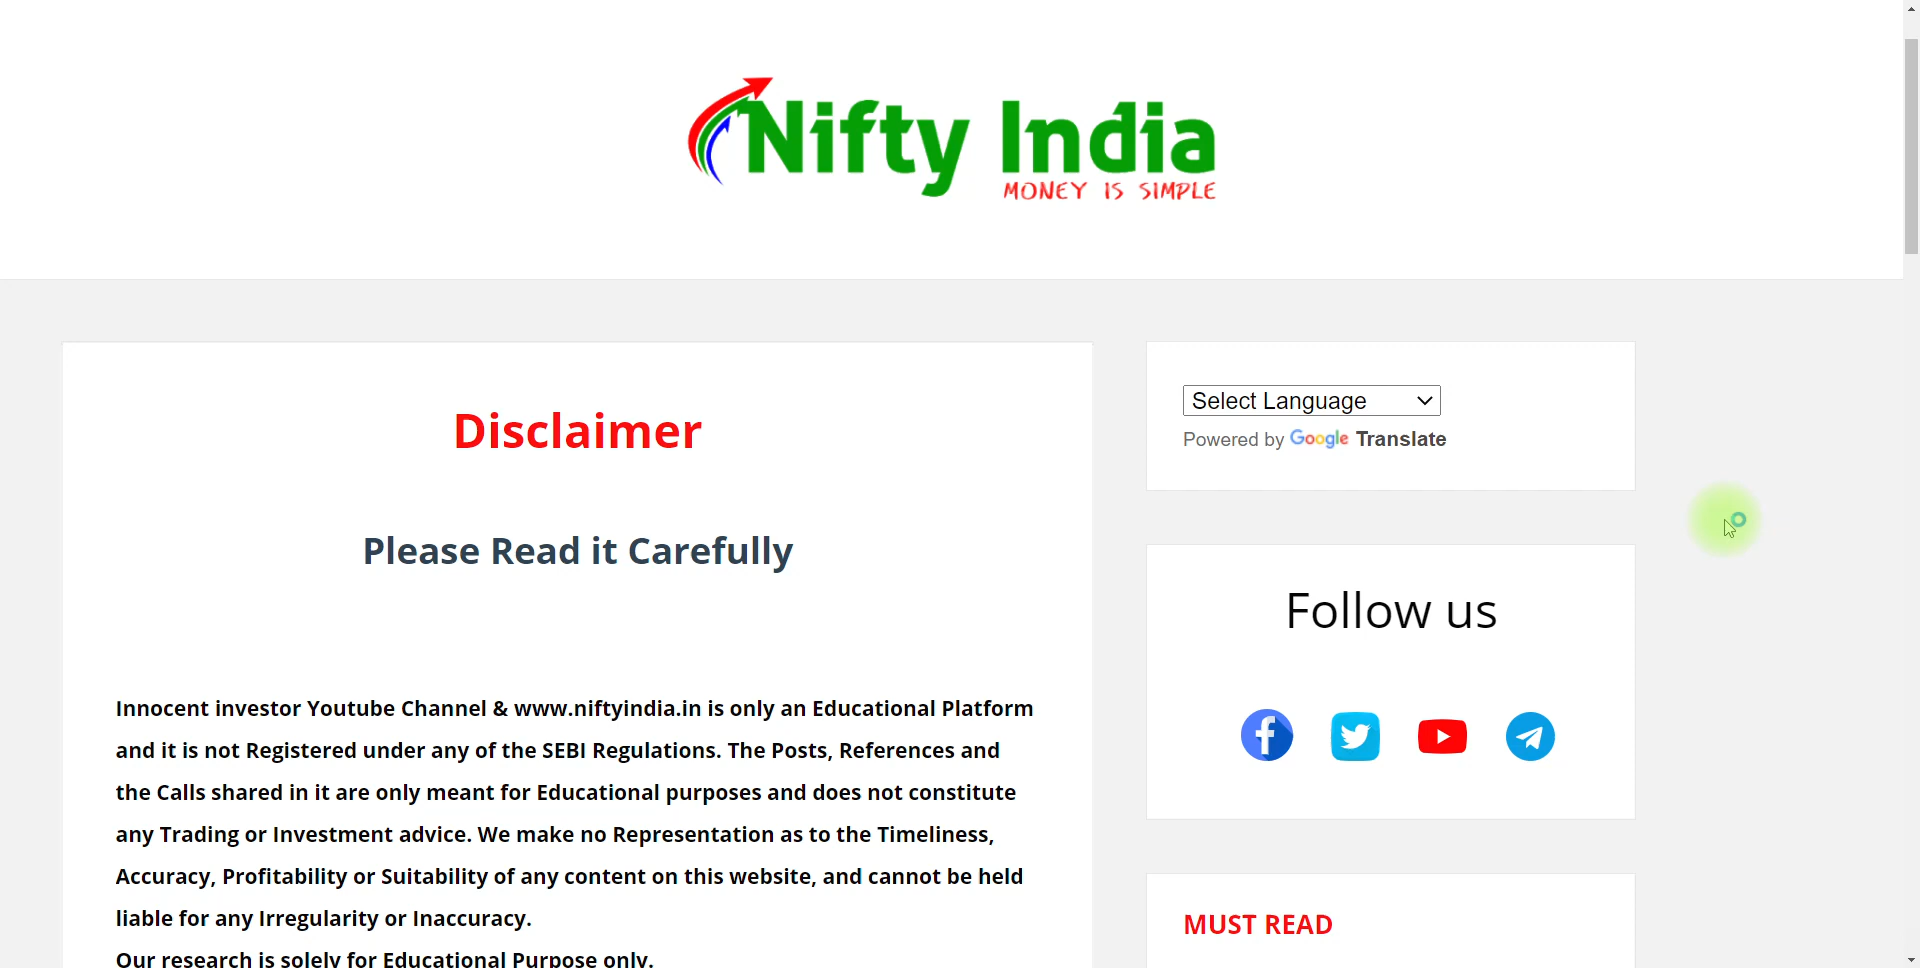 Nifty India
MONEY IS SIMPLE
Disclaimer
Please Read it Carefully
Innocent investor Youtube Channel & www.niftyindia.in is only an Educational Platform
and it is not Registered under any of the SEBI Regulations. The Posts, References and
the Calls shared in it are only meant for Educational purposes and does not constitute
any Trading or Investment advice. We make no Representation as to the Timeliness,
Accuracy, Profitability or Suitability of any content on this website, and cannot be held
liable for any Irregularity or Inaccuracy.
Our research is solely for Educational Purpose only.
Select Language
Powered by Google Translate
Follow us
MUST READ